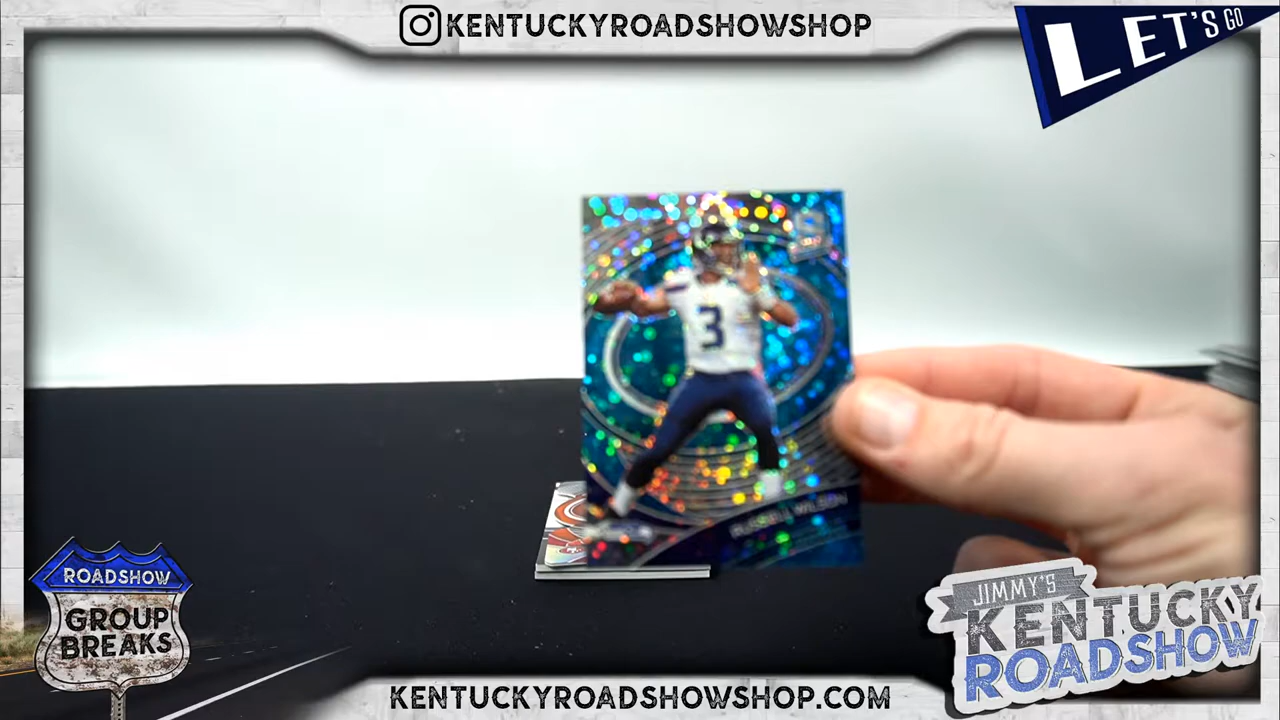 KENTUCKYROADSHOWSHOP
LET'S GO
3
RUSSELL WILSON
ROADSHOW
GROUP
BREAKS
JIMMY'S
KENTUCKY
ROADSHOW
KENTUCKYROADSHOWSHOP.COM